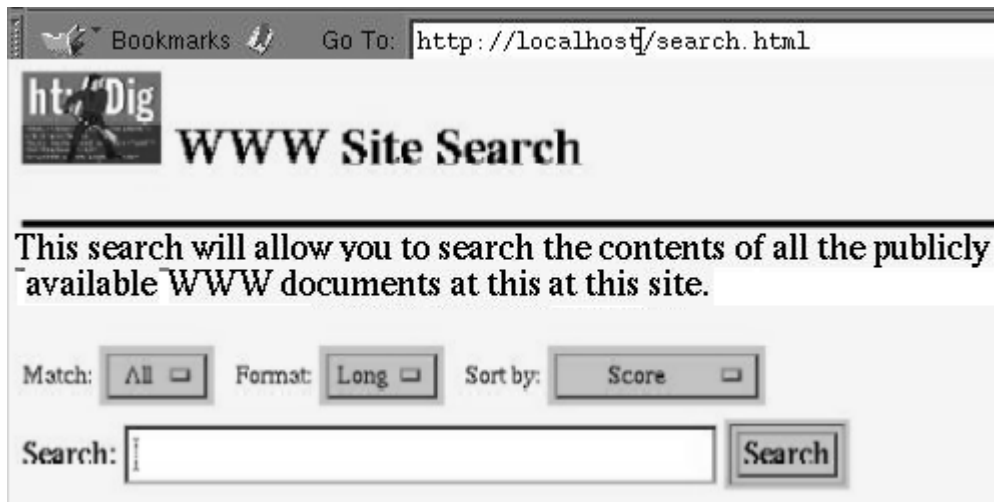 Bookmarks Go To: http://localhost/search.html
ht://Dig
WWW Site Search
This search will allow you to search the contents of all the publicly
available WWW documents at this at this site.
Match: All Format: Long Sort by: Score
Search: Search